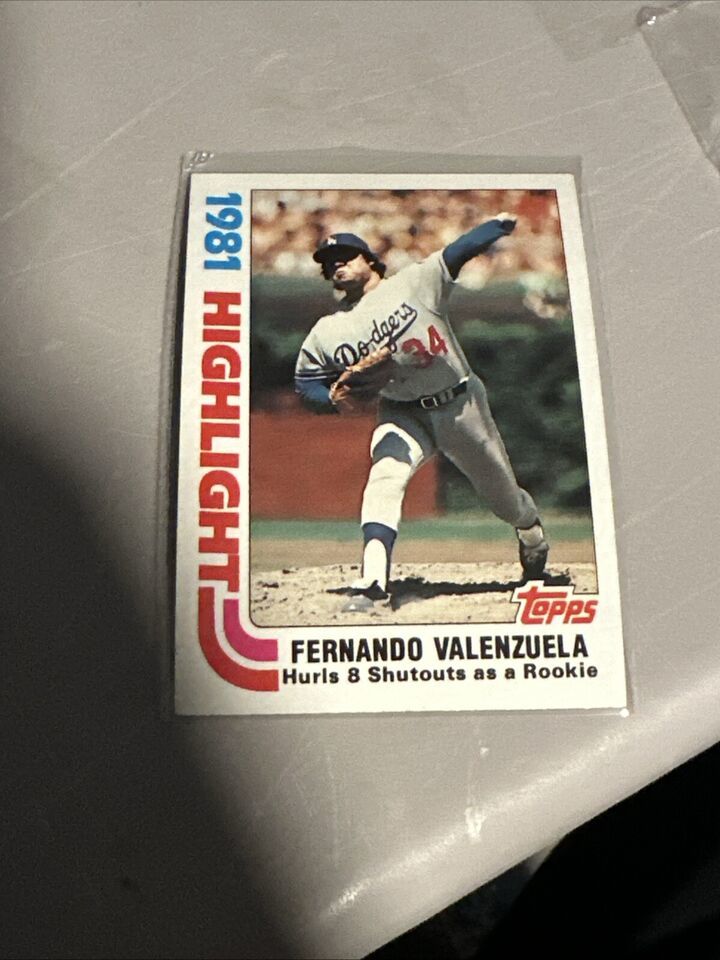 1981 HIGHLIGHT
Dodgers
34
TOPPS
FERNANDO VALENZUELA
Hurls 8 Shutouts as a Rookie